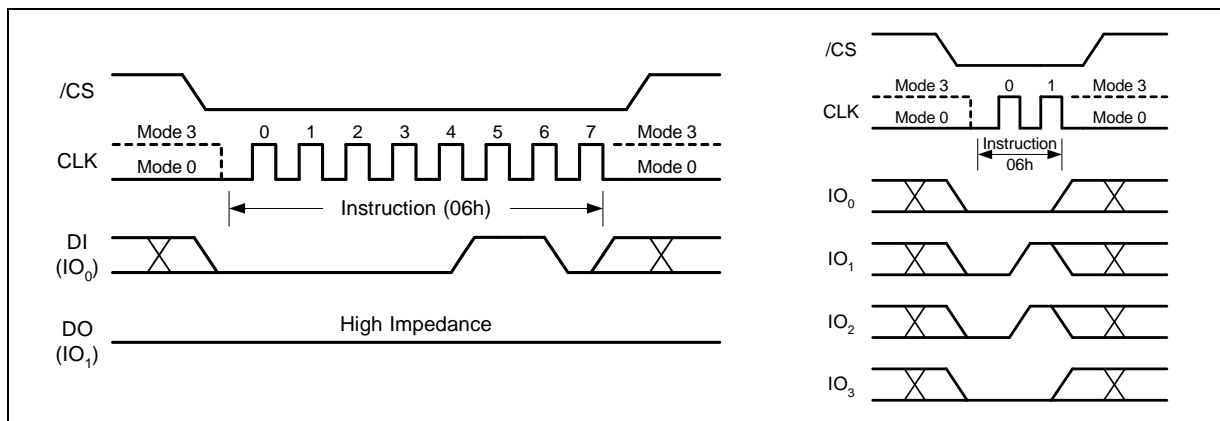 /CS
CLK
Mode 3
Mode 0
0 1 2 3 4 5 6 7
Mode 3
Mode 0
Instruction (06h)
DI
(IO0)
DO
(IO1)
High Impedance
/CS
CLK
Mode 3
Mode 0
0 1
Mode 3
Mode 0
Instruction
06h
IO0
IO1
IO2
IO3